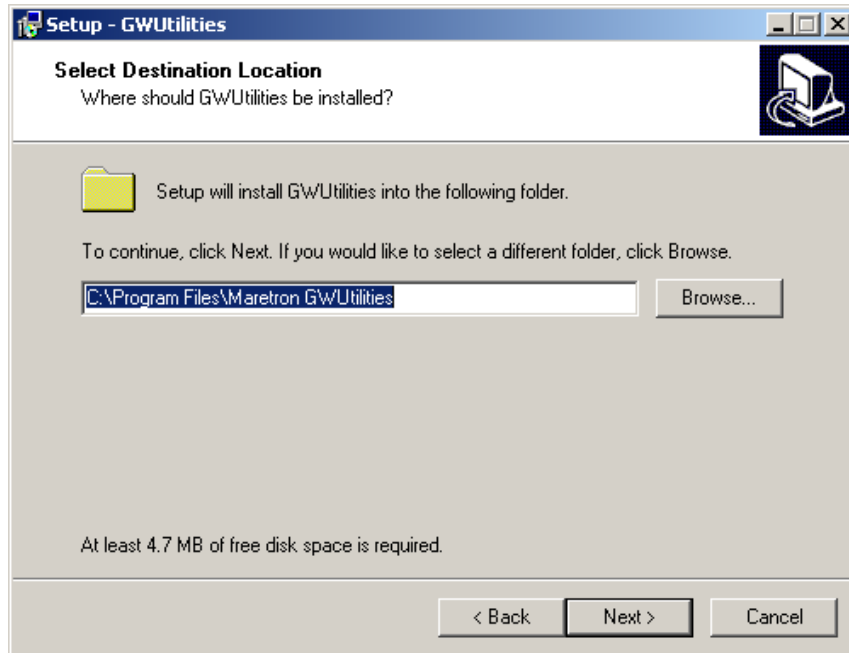 Setup - GWUtilities
Select Destination Location
Where should GWUtilities be installed?
Setup will install GWUtilities into the following folder.
To continue, click Next. If you would like to select a different folder, click Browse.
C:\Program Files\Maretron GWUtilities
Browse...
At least 4.7 MB of free disk space is required.
< Back
Next >
Cancel